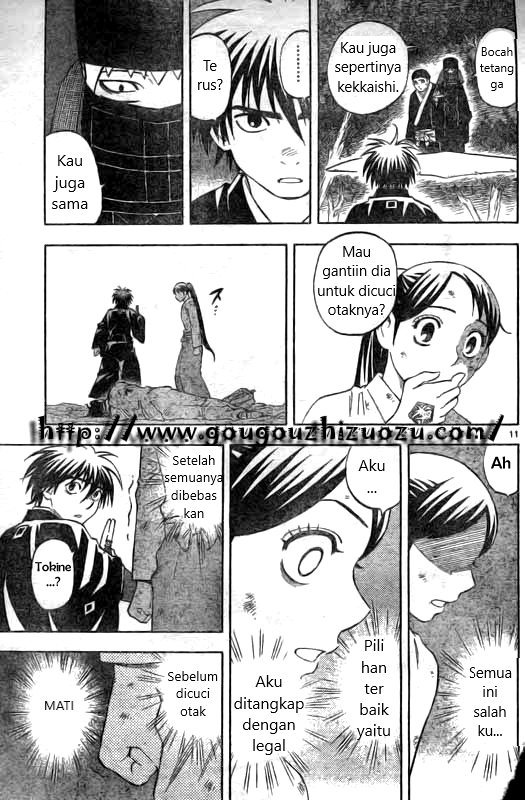 Bocah
tetang
ga
Kau juga
sepertinya
kekkaishi.
Te
rus?
Kau
juga
sama
Mau
gantiin dia
untuk dicuci
otaknya?
http://www.gougouzhizuozu.com/
11
Ah
Semua
ini
salah
ku...
Aku
...
Pili
han
ter
baik
yaitu
Aku
ditangkap
dengan
legal
Setelah
semuanya
dibebas
kan
Tokine
...?
Sebelum
dicuci
otak
MATI